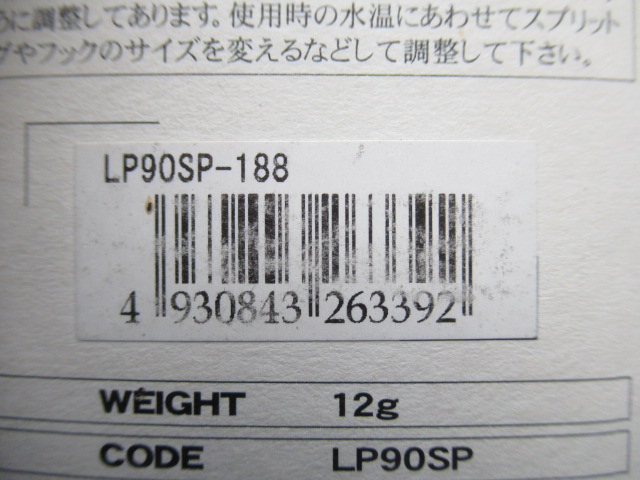 に調整してあります。使用時の水温にあわせてスプリット
グやフックのサイズを変えるなどして調整して下さい。
LP90SP-188
4 930843 263392
WEIGHT 12g
CODE LP90SP